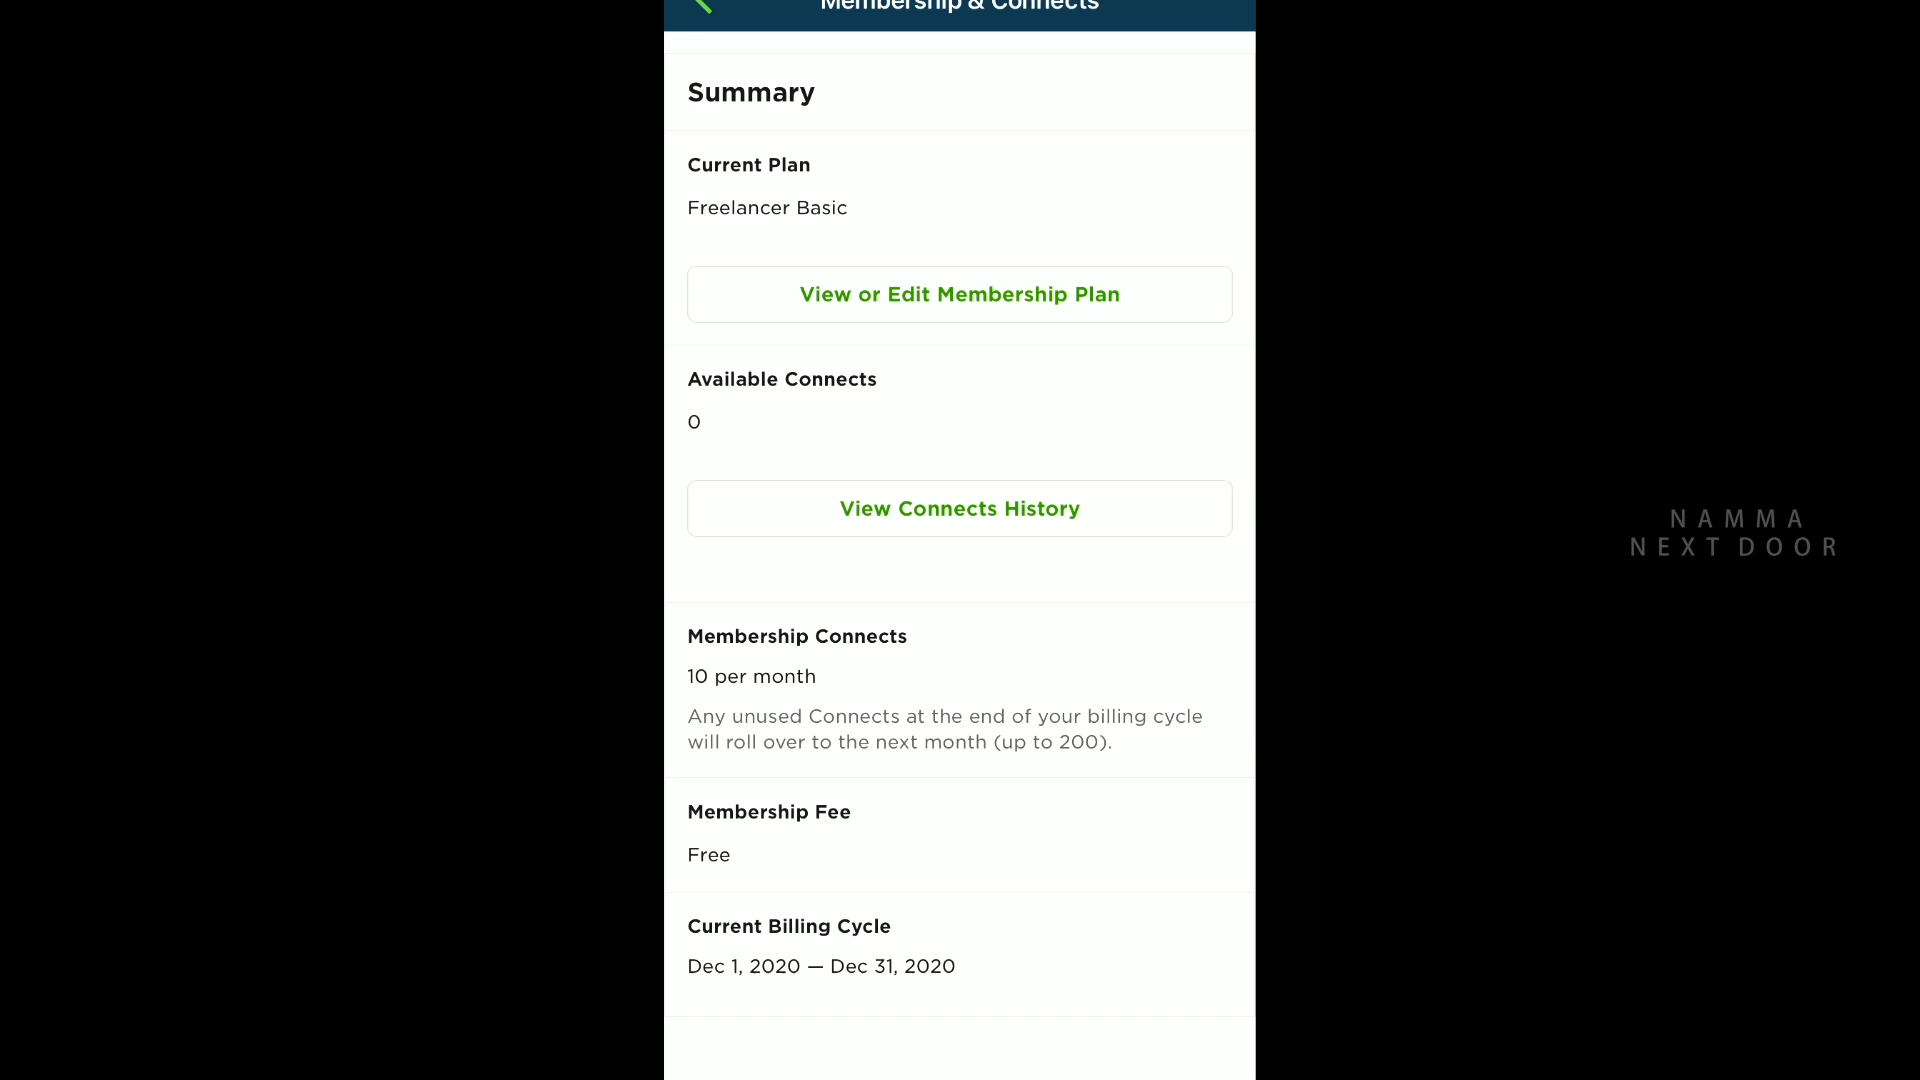 Membership & Connects
Summary
Current Plan
Freelancer Basic
View or Edit Membership Plan
Available Connects
0
View Connects History
Membership Connects
10 per month
Any unused Connects at the end of your billing cycle
will roll over to the next month (up to 200).
Membership Fee
Free
Current Billing Cycle
Dec 1, 2020 — Dec 31, 2020
NAMMA
NEXT DOOR